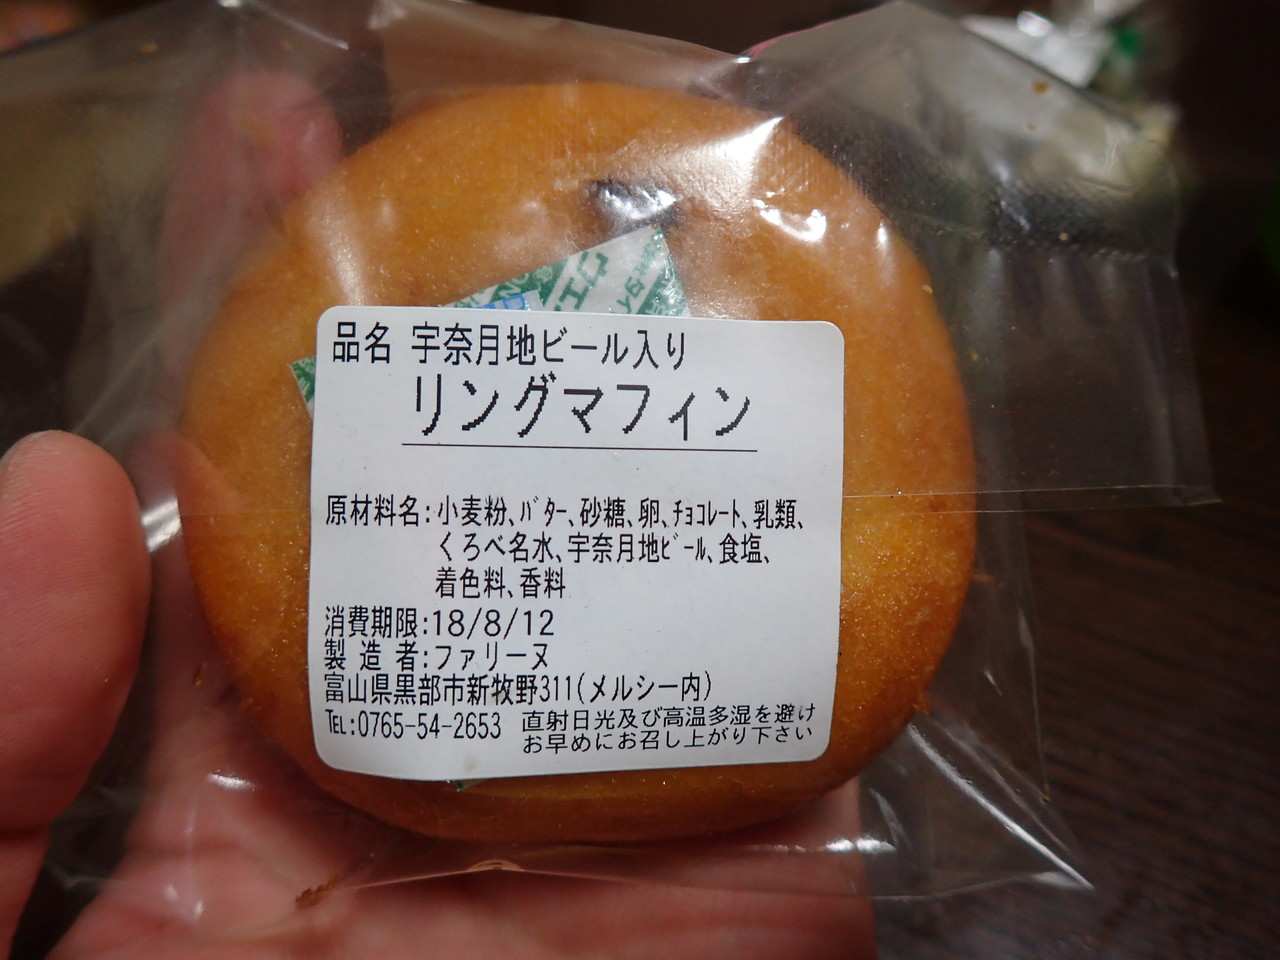 品名 宇奈月地ビール入り
リングマフィン
原材料名:小麦粉、ﾊﾞﾀｰ、砂糖、卵、ﾁｮｺﾚｰﾄ、乳類、
くろべ名水、宇奈月地ﾋﾞｰﾙ、食塩、
着色料、香料
消費期限:18/8/12
製造者:ファリーヌ
富山県黒部市新牧野311(メルシー内)
TEL:0765-54-2653 直射日光及び高温多湿を避け
お早めにお召し上がり下さい